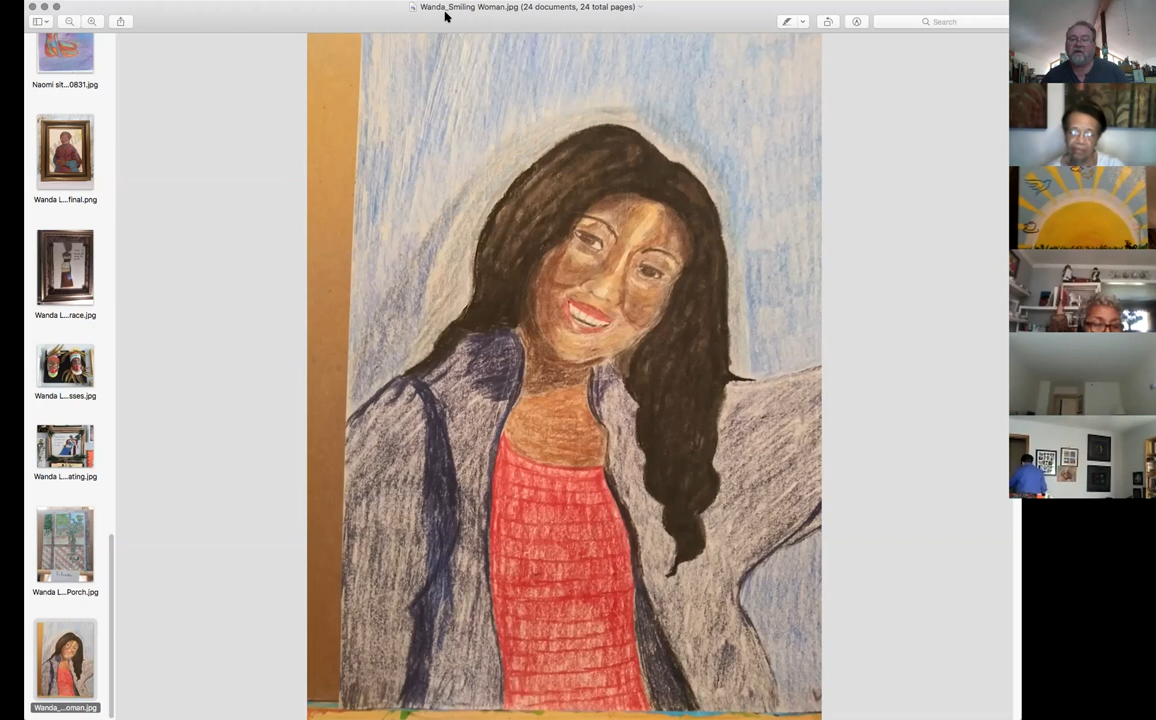 Wanda_Smiling Woman.jpg (24 documents, 24 total pages)
Search
Naomi sit...0831.jpg
Wanda L...final.png
Wanda L...race.jpg
Wanda L...sses.jpg
Wanda L...ating.jpg
Wanda L...Porch.jpg
Wanda_...oman.jpg